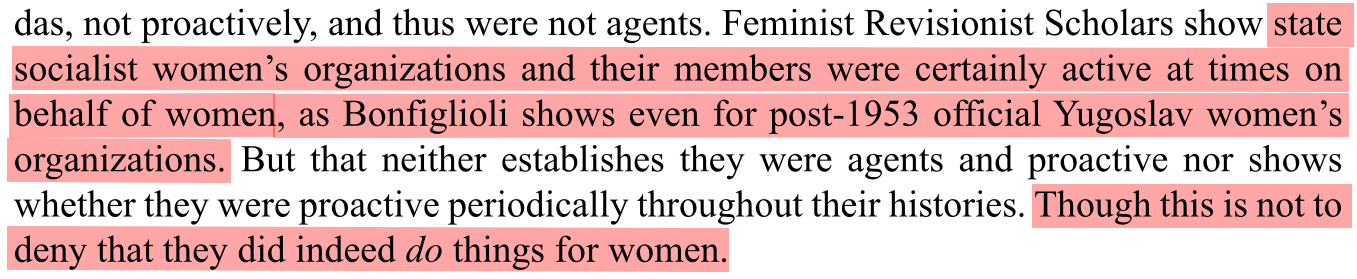 das, not proactively, and thus were not agents. Feminist Revisionist Scholars show state
socialist women’s organizations and their members were certainly active at times on
behalf of women, as Bonfiglioli shows even for post-1953 official Yugoslav women’s
organizations. But that neither establishes they were agents and proactive nor shows
whether they were proactive periodically throughout their histories. Though this is not to
deny that they did indeed do things for women.